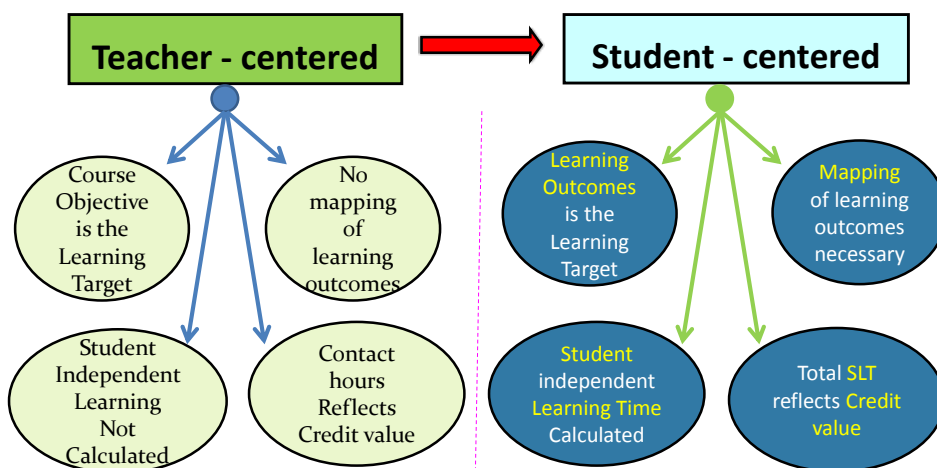 Teacher - centered
Student - centered
Course
Objective
is the
Learning
Target
No
mapping
of
learning
outcomes
Learning
Outcomes
is the
Learning
Target
Mapping
of learning
outcomes
necessary
Student
Independent
Learning
Not
Calculated
Contact
hours
Reflects
Credit value
Student
independent
Learning Time
Calculated
Total SLT
reflects Credit
value